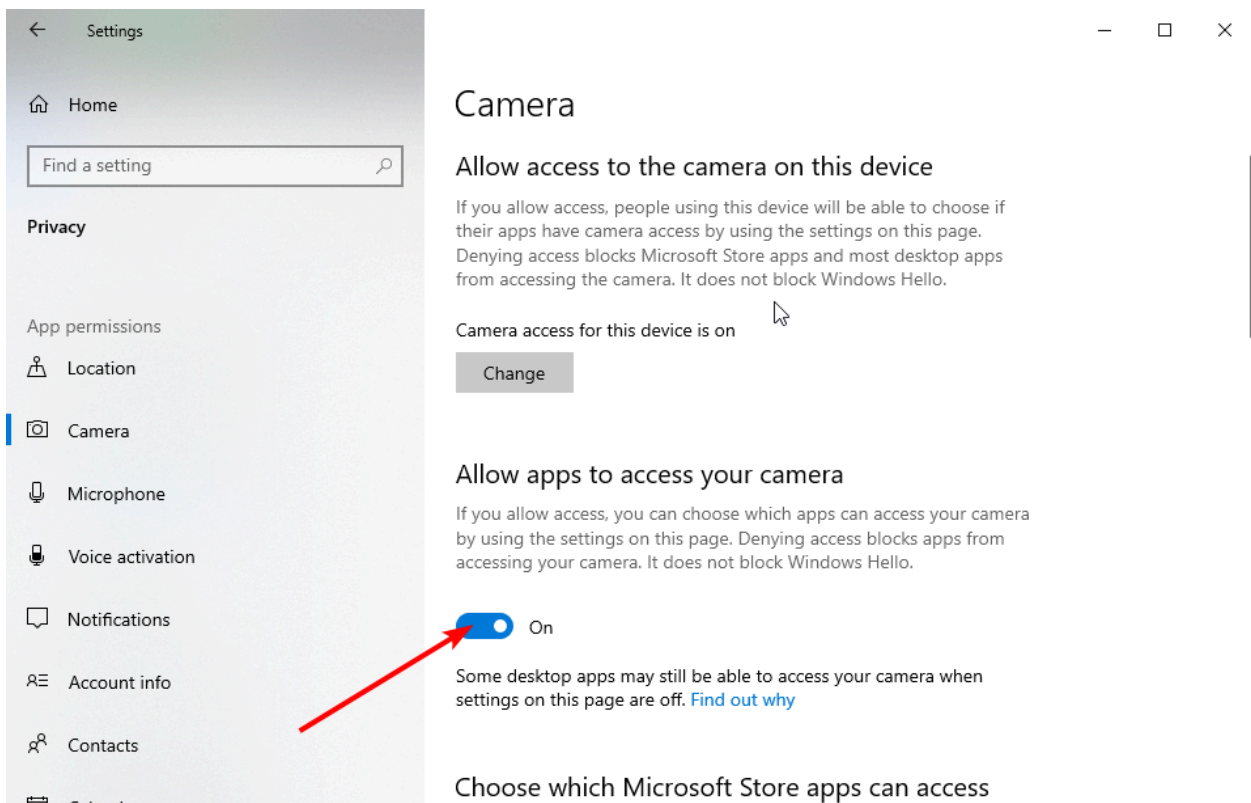 Settings
Home
Find a setting
Privacy
App permissions
Location
Camera
Microphone
Voice activation
Notifications
Account info
Contacts
Camera
Allow access to the camera on this device
If you allow access, people using this device will be able to choose if
their apps have camera access by using the settings on this page.
Denying access blocks Microsoft Store apps and most desktop apps
from accessing the camera. It does not block Windows Hello.
Camera access for this device is on
Change
Allow apps to access your camera
If you allow access, you can choose which apps can access your camera
by using the settings on this page. Denying access blocks apps from
accessing your camera. It does not block Windows Hello.
On
Some desktop apps may still be able to access your camera when
settings on this page are off. Find out why
Choose which Microsoft Store apps can access